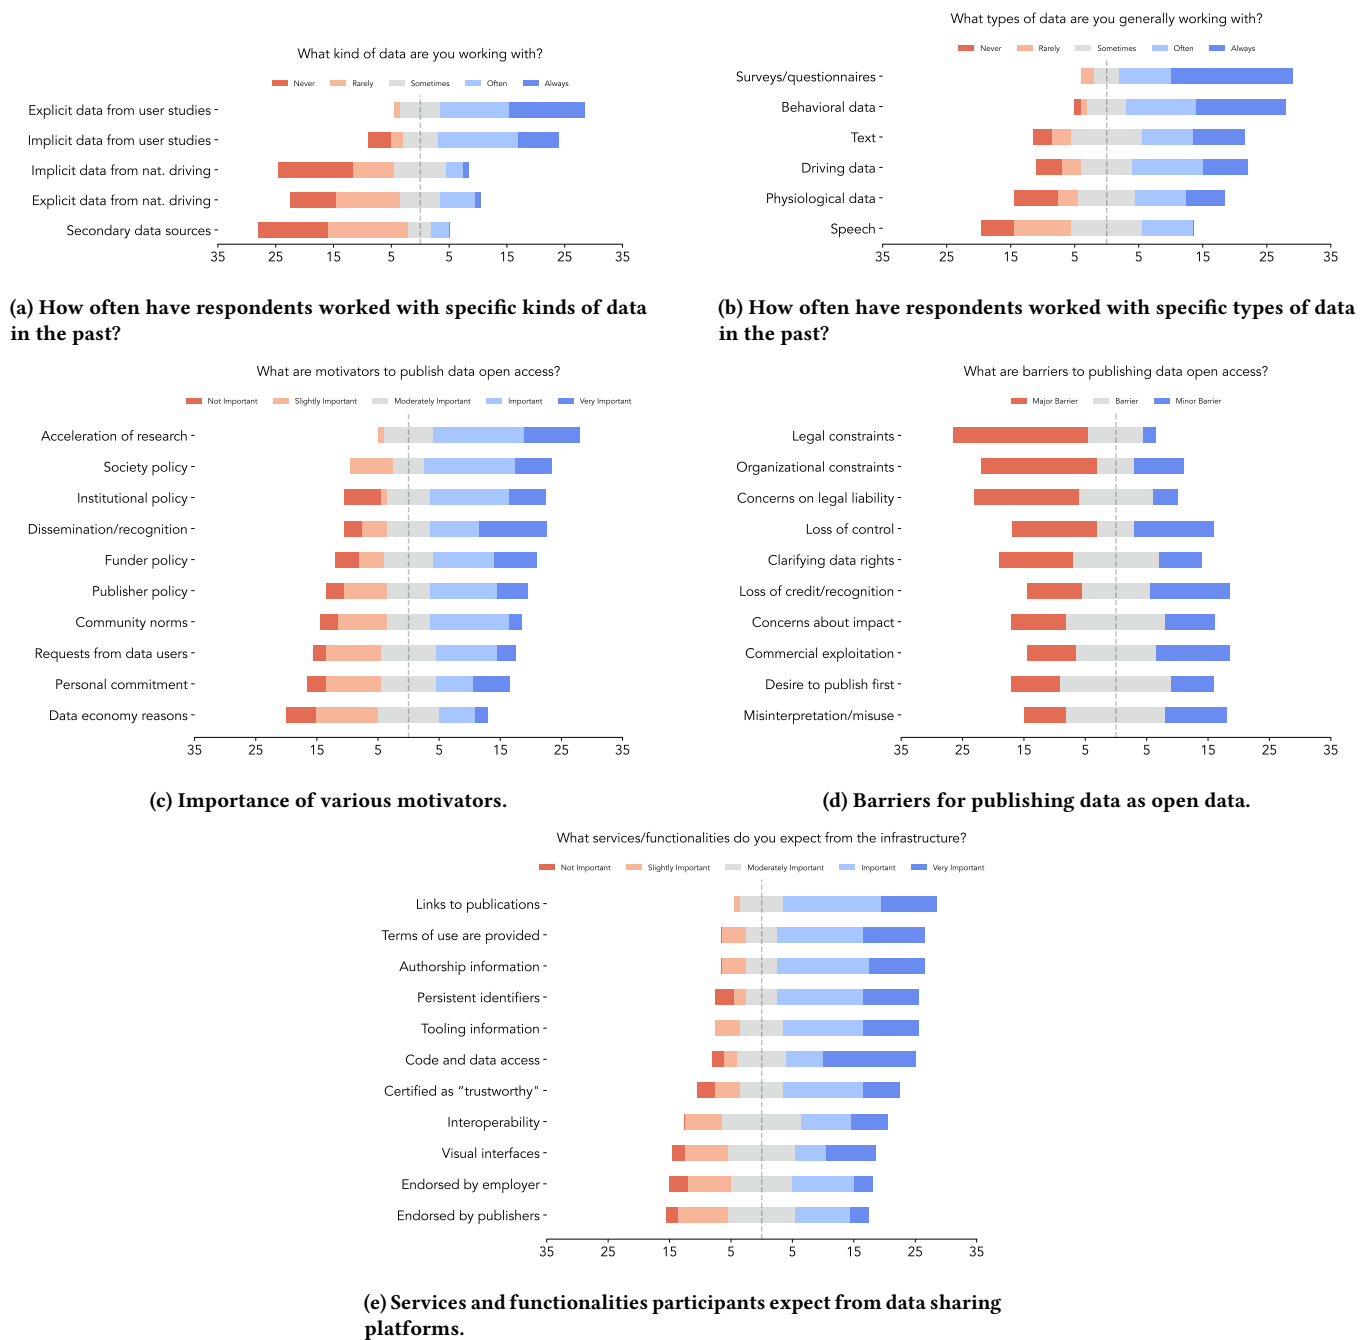 What kind of data are you working with?
Never Rarely Sometimes Often Always
Explicit data from user studies
Implicit data from user studies
Implicit data from nat. driving
Explicit data from nat. driving
Secondary data sources
35 25 15 5 5 15 25 35
(a) How often have respondents worked with specific kinds of data
in the past?
What types of data are you generally working with?
Never Rarely Sometimes Often Always
Surveys/questionnaires
Behavioral data
Text
Driving data
Physiological data
Speech
35 25 15 5 5 15 25 35
(b) How often have respondents worked with specific types of data
in the past?
What are motivators to publish data open access?
Not Important Slightly Important Moderately Important Important Very Important
Acceleration of research
Society policy
Institutional policy
Dissemination/recognition
Funder policy
Publisher policy
Community norms
Requests from data users
Personal commitment
Data economy reasons
35 25 15 5 5 15 25 35
(c) Importance of various motivators.
What are barriers to publishing data open access?
Major Barrier Barrier Minor Barrier
Legal constraints
Organizational constraints
Concerns on legal liability
Loss of control
Clarifying data rights
Loss of credit/recognition
Concerns about impact
Commercial exploitation
Desire to publish first
Misinterpretation/misuse
35 25 15 5 5 15 25 35
(d) Barriers for publishing data as open data.
What services/functionalities do you expect from the infrastructure?
Not Important Slightly Important Moderately Important Important Very Important
Links to publications
Terms of use are provided
Authorship information
Persistent identifiers
Tooling information
Code and data access
Certified as “trustworthy"
Interoperability
Visual interfaces
Endorsed by employer
Endorsed by publishers
35 25 15 5 5 15 25 35
(e) Services and functionalities participants expect from data sharing
platforms.